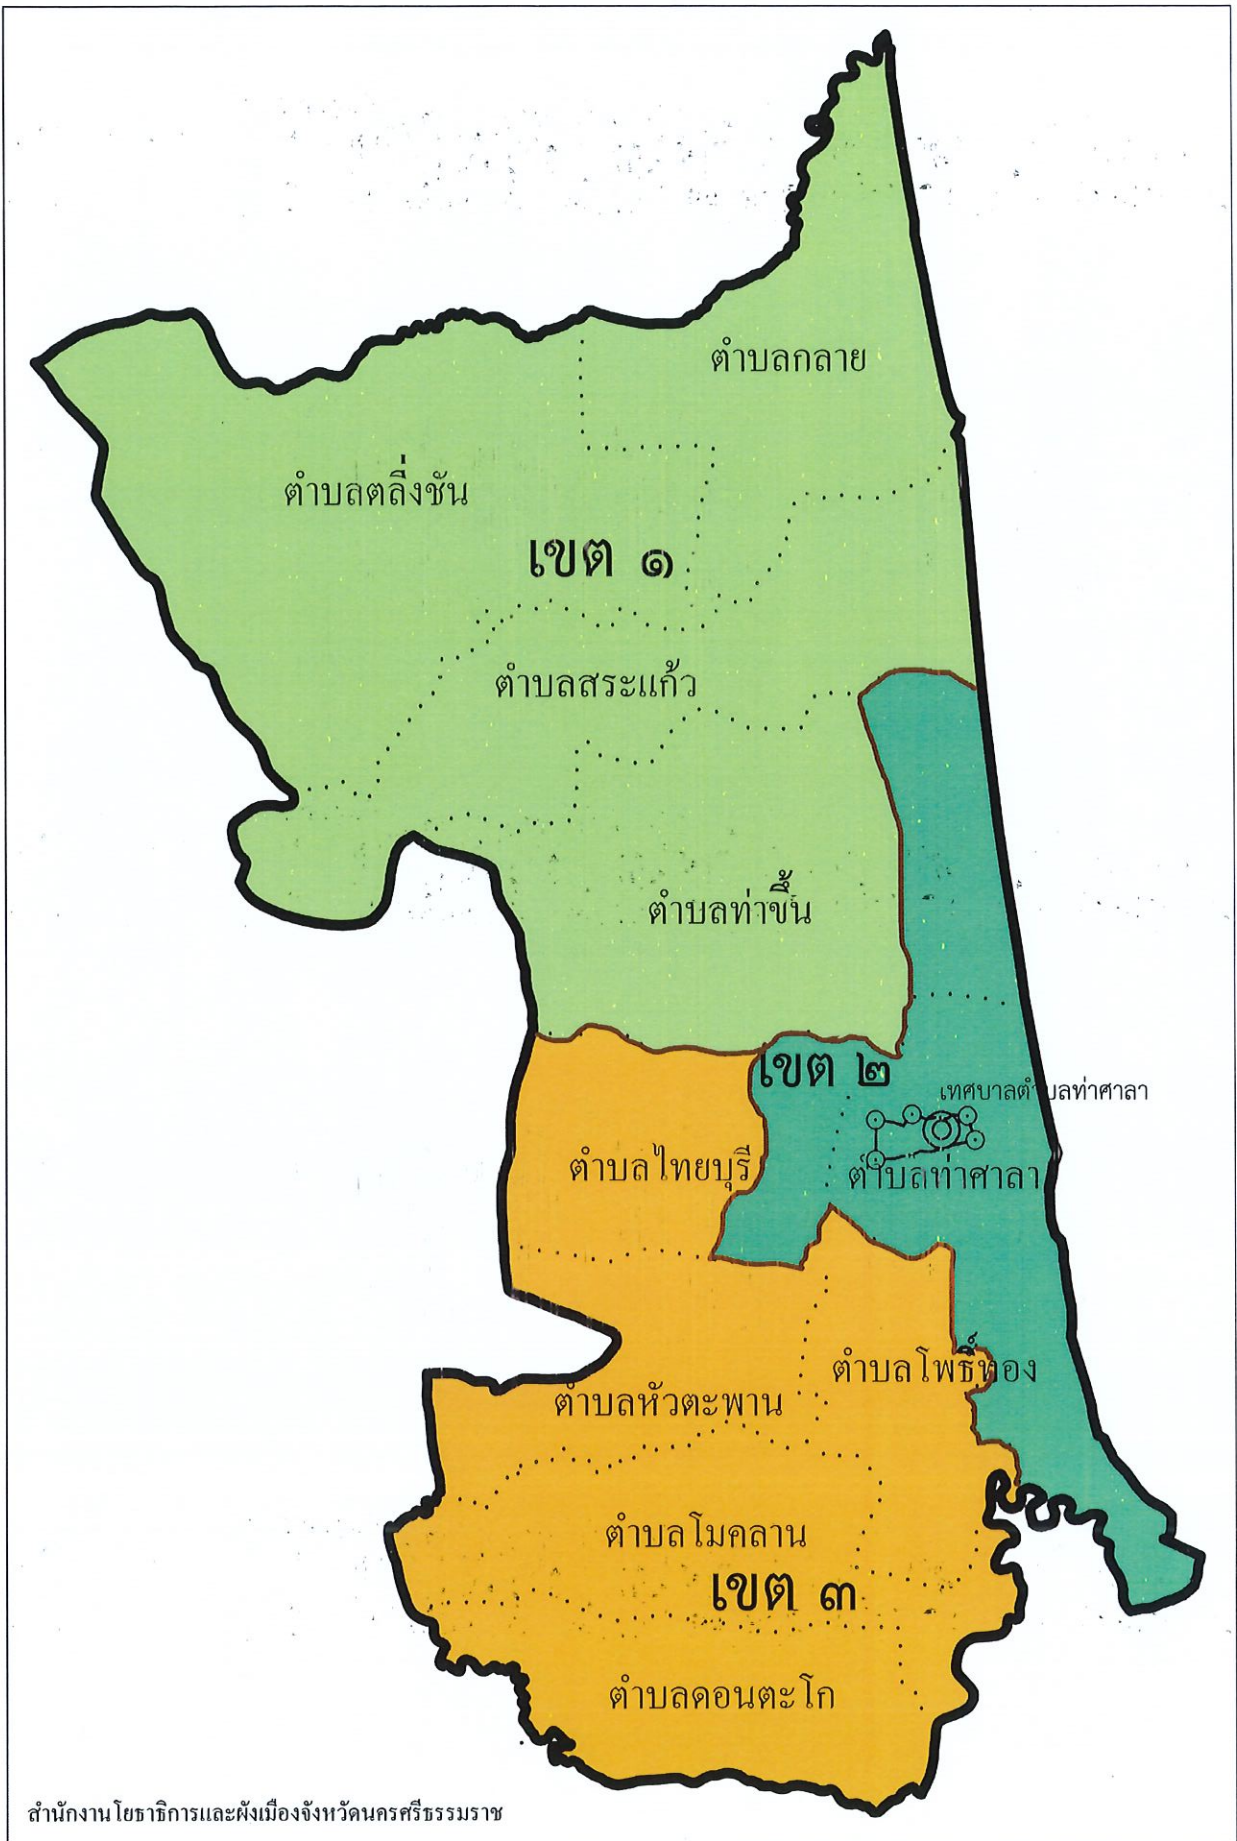 ตำบลกลาย
ตำบลตลิ่งชัน
เขต ๑
ตำบลสระแก้ว
ตำบลท่าขึ้น
เขต ๒
เทศบาลตำบลท่าศาลา
ตำบลไทยบุรี
ตำบลท่าศาลา
ตำบลโพธิ์ทอง
ตำบลหัวตะพาน
ตำบลโมคลาน
เขต ๓
ตำบลดอนตะโก
สำนักงานโยธาธิการและผังเมืองจังหวัดนครศรีธรรมราช